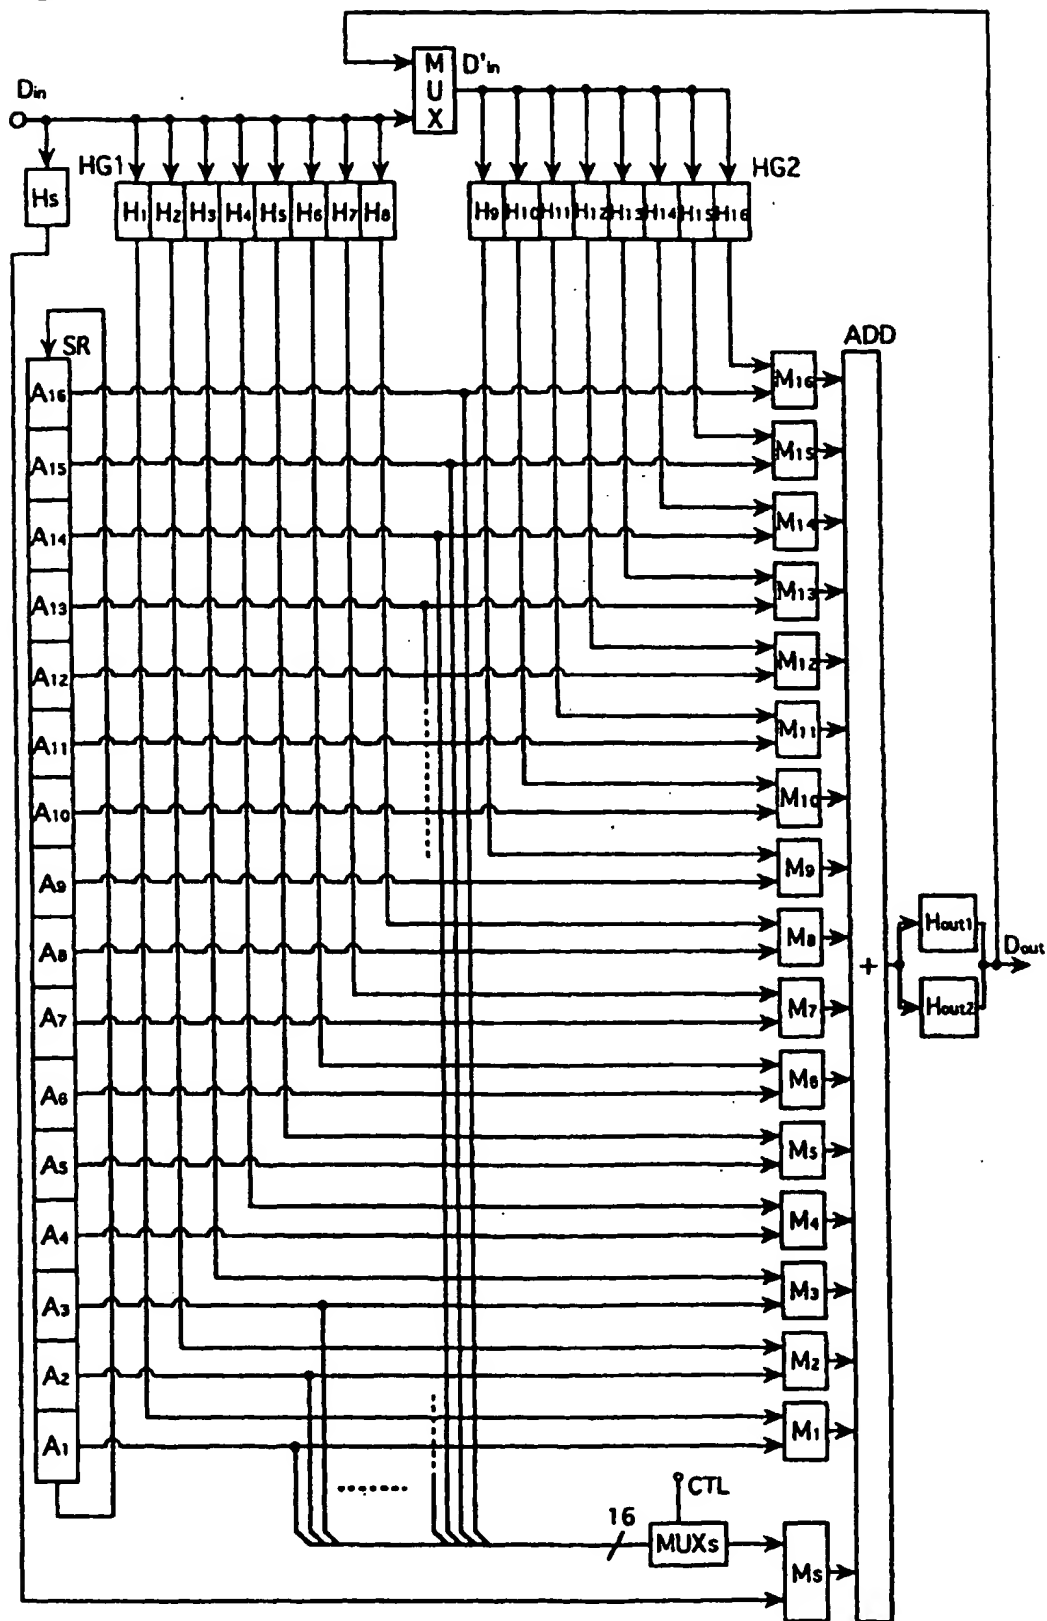 MUX
D'in
Din
HG1
HG2
Hs
H1 H2 H3 H4 H5 H6 H7 H8
H9 H10 H11 H12 H13 H14 H15 H16
SR
ADD
A16
M16
A15
M15
A14
M14
A13
M13
A12
M12
A11
M11
A10
M10
A9
M9
A8
M8
Hout1
Dout
+
Hout2
A7
M7
A6
M6
A5
M5
A4
M4
A3
M3
A2
M2
A1
M1
CTL
16
MUXs
Ms